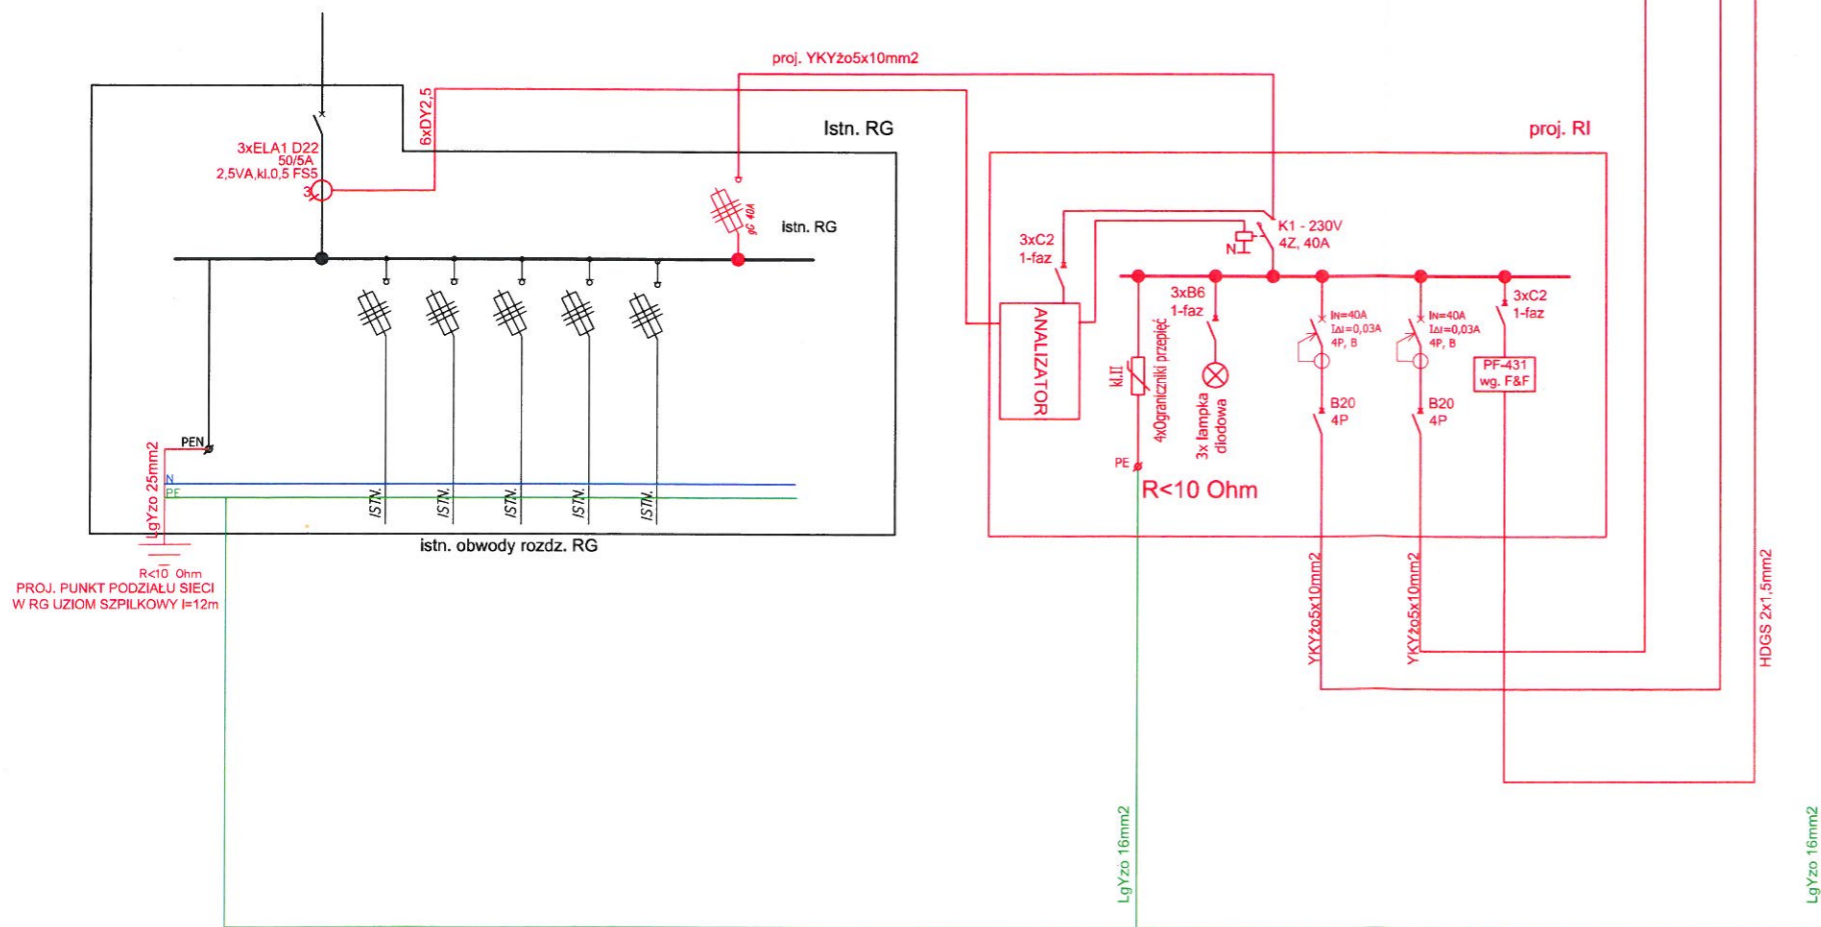 proj. YKYżo5x10mm2
6xDY2,5
Istn. RG
3xELA1 D22
50/5A
2,5VA,kl.0,5 FS5
3
gG 40A
istn. RG
PEN
LgYzo 25mm2
N
PE
ISTN.
ISTN.
ISTN.
ISTN.
ISTN.
istn. obwody rozdz. RG
R<10 Ohm
PROJ. PUNKT PODZIAŁU SIECI
W RG UZIOM SZPILKOWY l=12m
proj. RI
K1 - 230V
4Z, 40A
N
3xC2
1-faz
ANALIZATOR
kl.II
4xOgraniczniki przepięć
PE
R<10 Ohm
3xB6
1-faz
3x lampka
diodowa
IN=40A
IΔI=0,03A
4P, B
B20
4P
IN=40A
IΔI=0,03A
4P, B
B20
4P
3xC2
1-faz
PF-431
wg. F&F
YKYżo5x10mm2
YKYżo5x10mm2
HDGS 2x1,5mm2
LgYżo 16mm2
LgYżo 16mm2